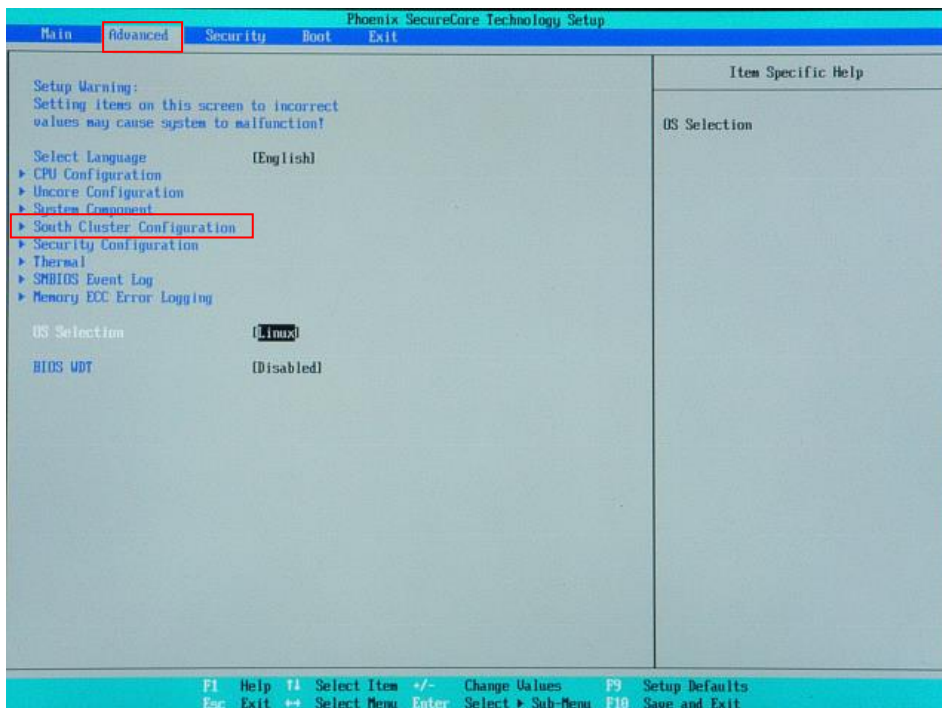 Phoenix SecureCore Technology Setup
Main Advanced Security Boot Exit
Item Specific Help
Setup Warning:
Setting items on this screen to incorrect
values may cause system to malfunction!
OS Selection
Select Language [English]
▶ CPU Configuration
▶ Uncore Configuration
▶ System Component
▶ South Cluster Configuration
▶ Security Configuration
▶ Thermal
▶ SMBIOS Event Log
▶ Memory ECC Error Logging
OS Selection [Linux]
BIOS WDT [Disabled]
F1 Help ↑↓ Select Item +/- Change Values F9 Setup Defaults
Esc Exit ↔ Select Menu Enter Select ▶ Sub-Menu F10 Save and Exit